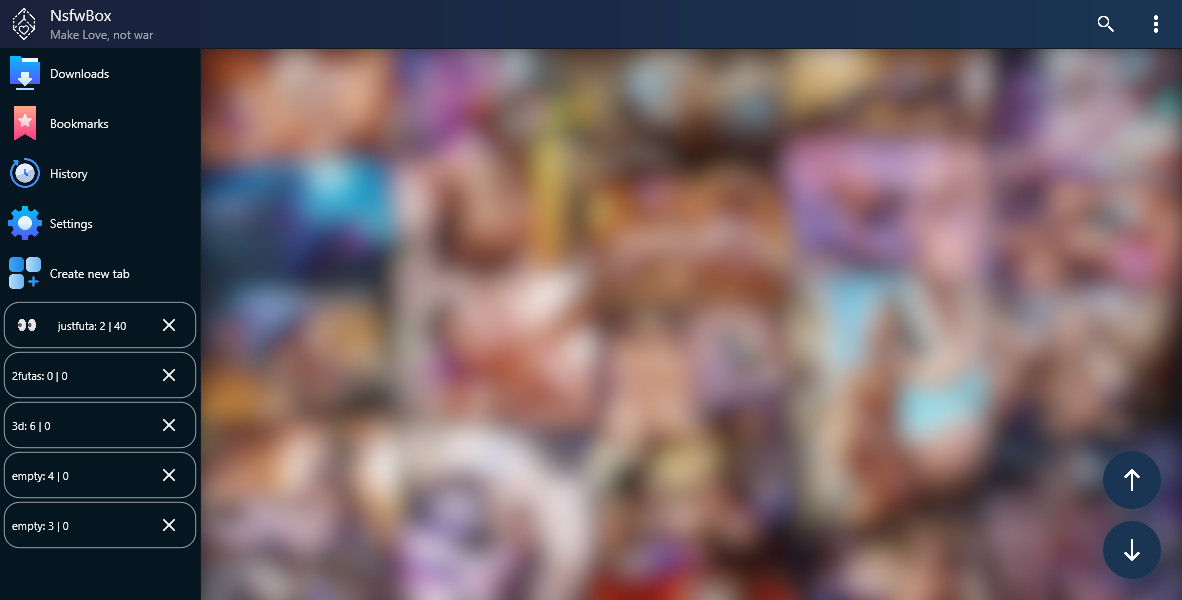 NsfwBox
Make Love, not war
Downloads
Bookmarks
History
Settings
Create new tab
justfuta: 2 | 40
2futas: 0 | 0
3d: 6 | 0
empty: 4 | 0
empty: 3 | 0